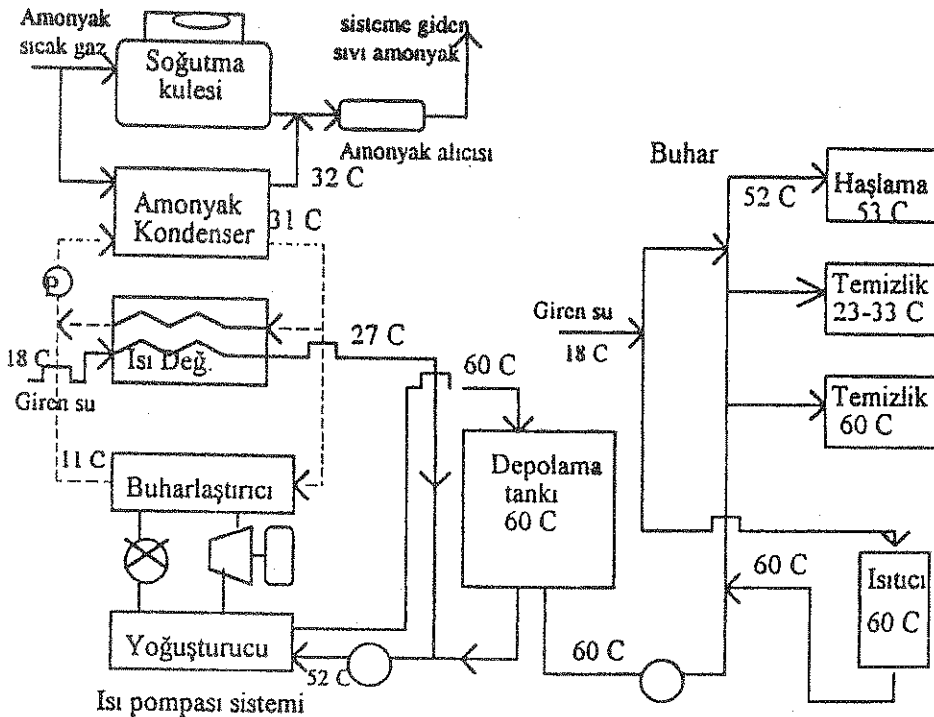 Amonyak
sıcak gaz
Soğutma
kulesi
sisteme giden
sıvı amonyak
Amonyak alıcısı
32 C
Amonyak
Kondenser
31 C
P
18 C
Giren su
Isı Değ.
27 C
11 C
Buharlaştırıcı
Yoğuşturucu
52 C
Isı pompası sistemi
60 C
Depolama
tankı
60 C
60 C
Buhar
Giren su
18 C
52 C
Haşlama
53 C
Temizlik
23-33 C
Temizlik
60 C
60 C
Isıtıcı
60 C